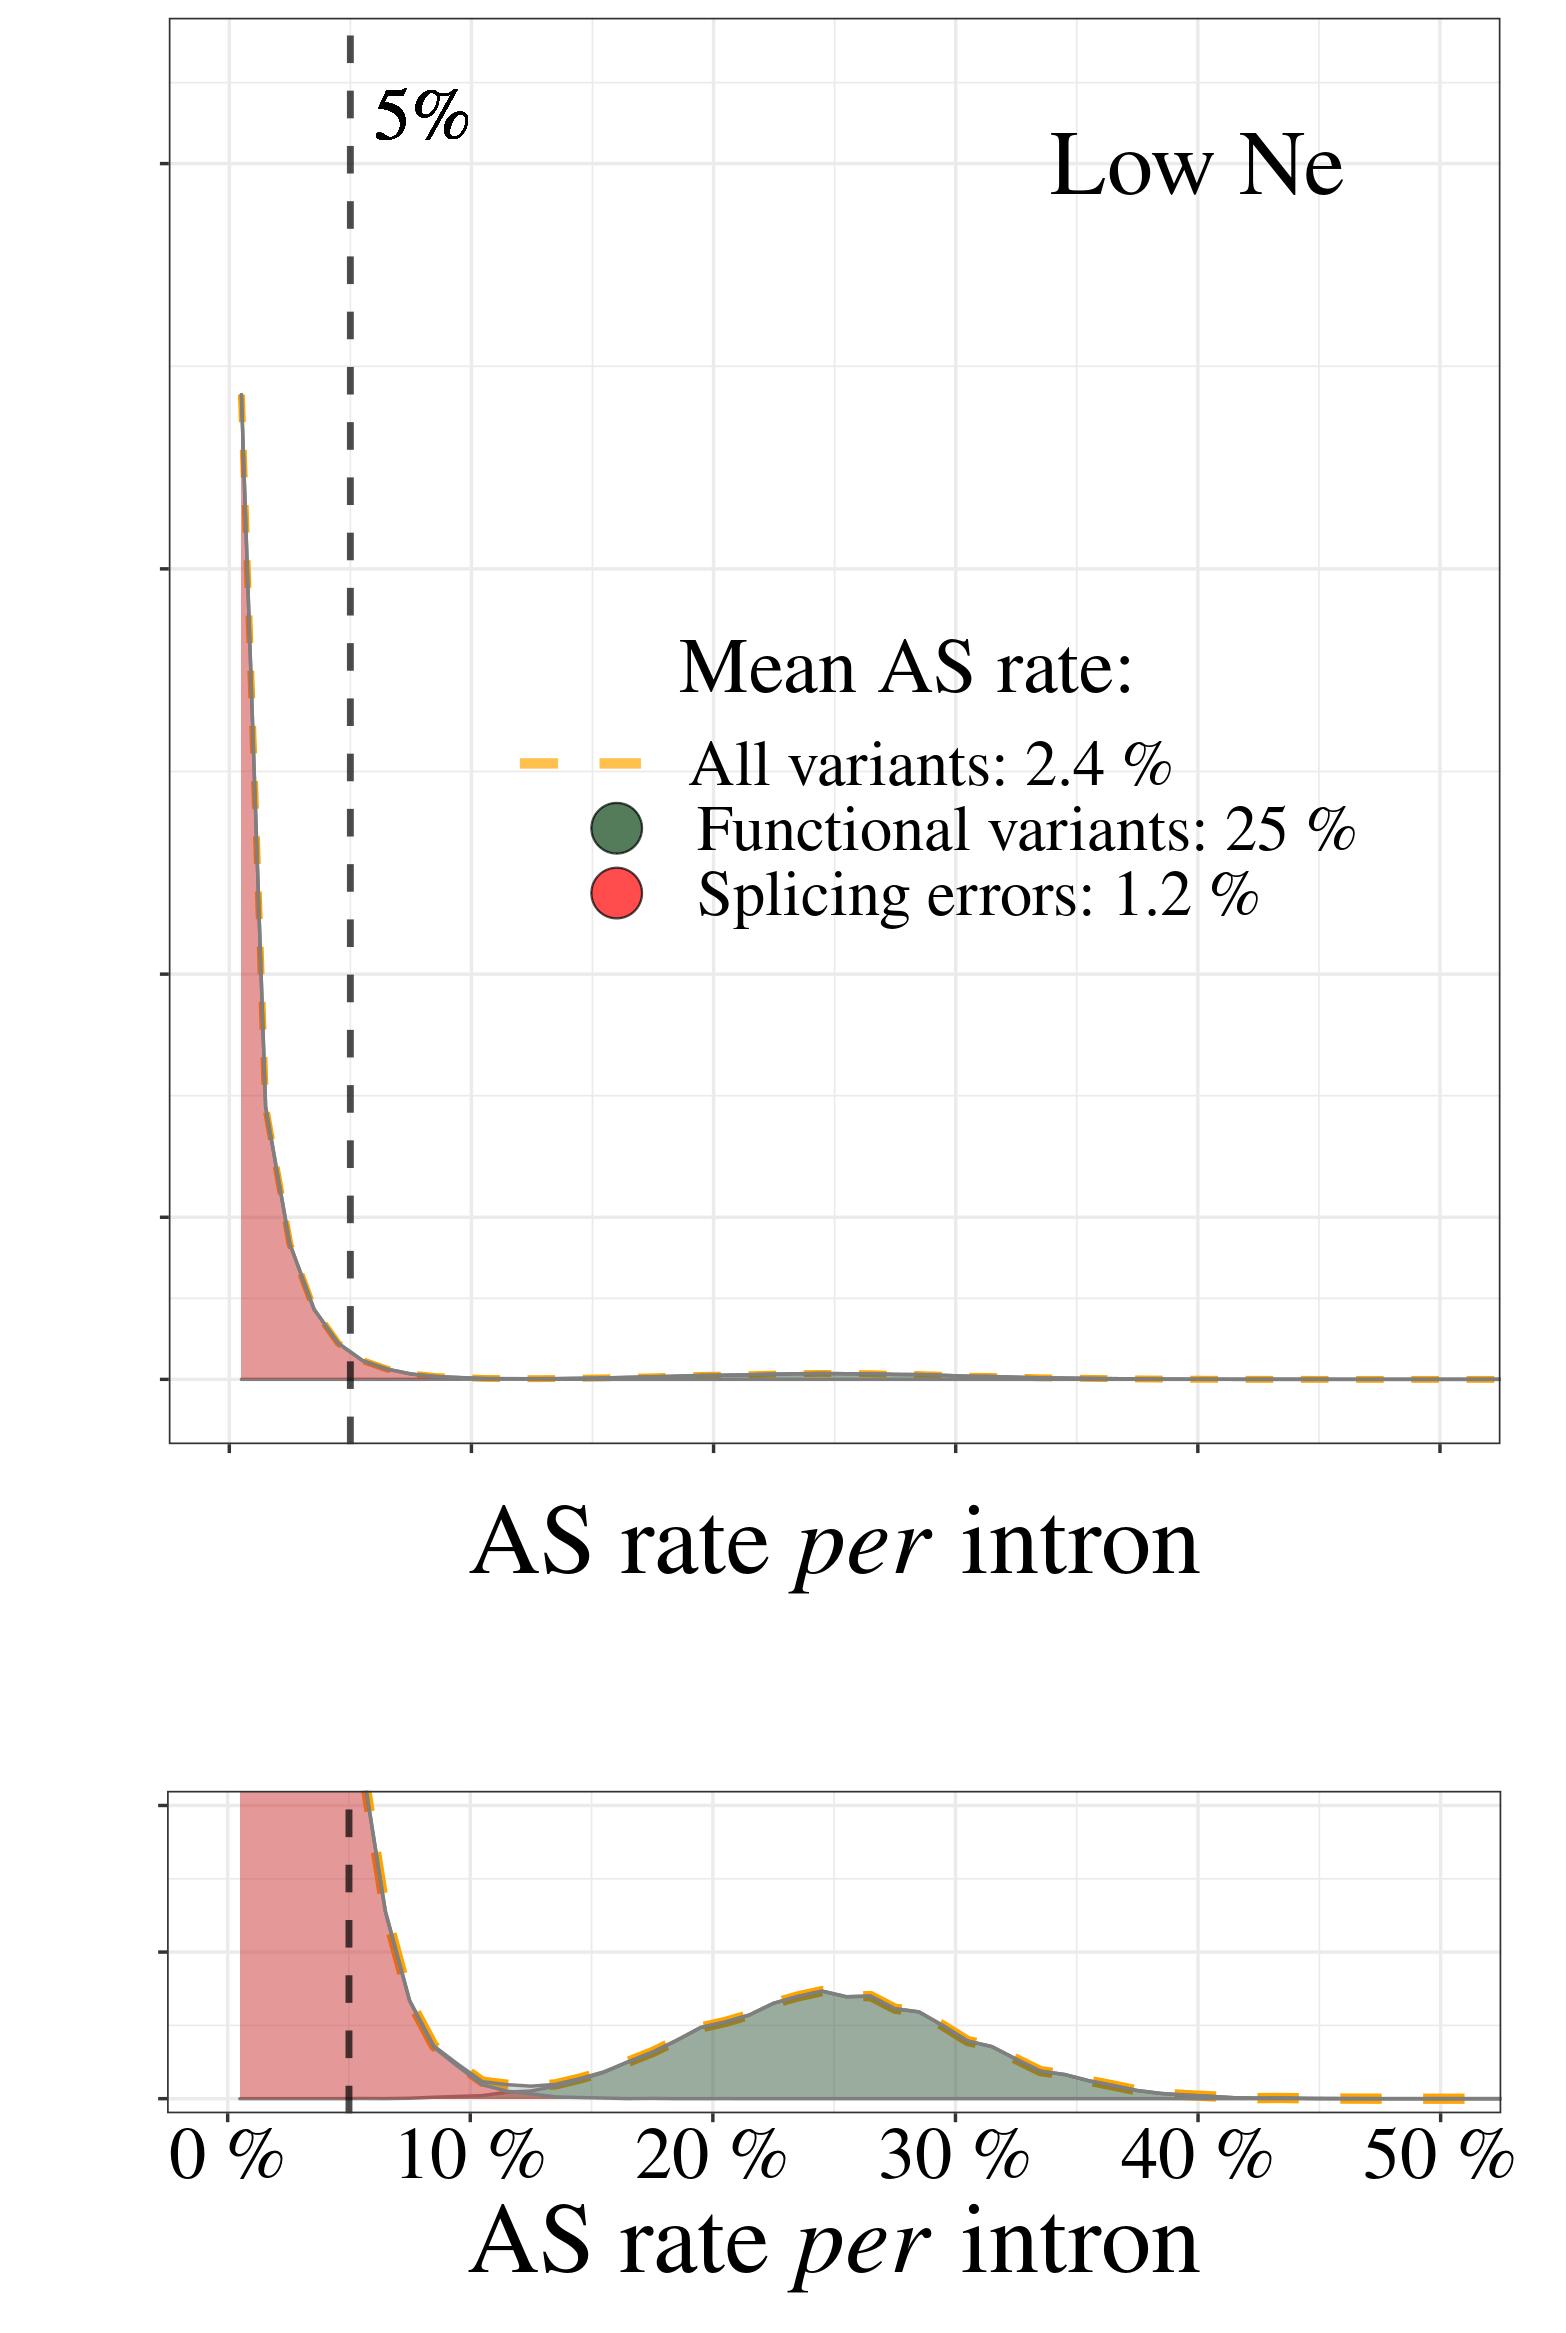 5%
Low Ne
Mean AS rate:
All variants: 2.4 %
Functional variants: 25 %
Splicing errors: 1.2 %
AS rate per intron
0 % 10 % 20 % 30 % 40 % 50 %
AS rate per intron